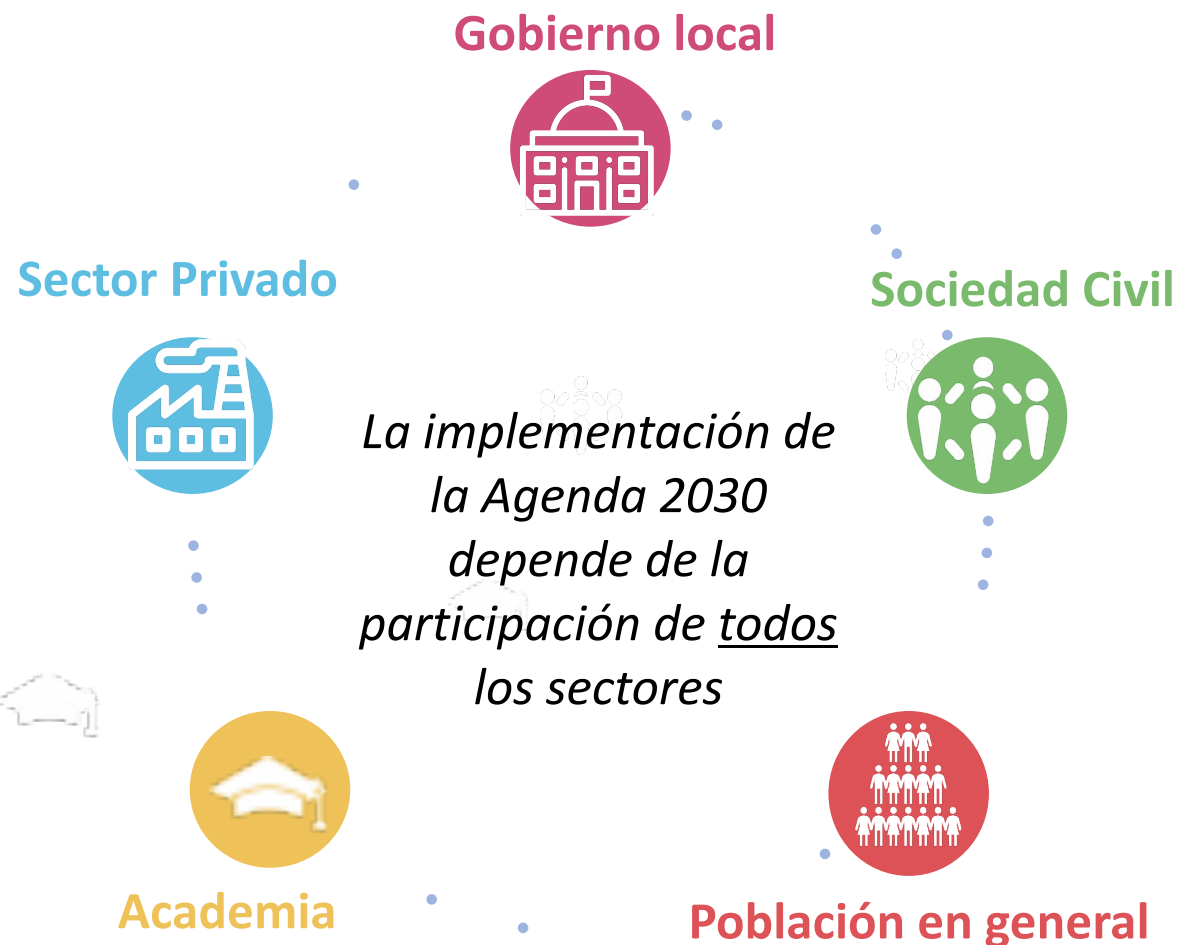 Gobierno local
Sector Privado
Sociedad Civil
La implementación de
la Agenda 2030
depende de la
participación de todos
los sectores
Academia
Población en general